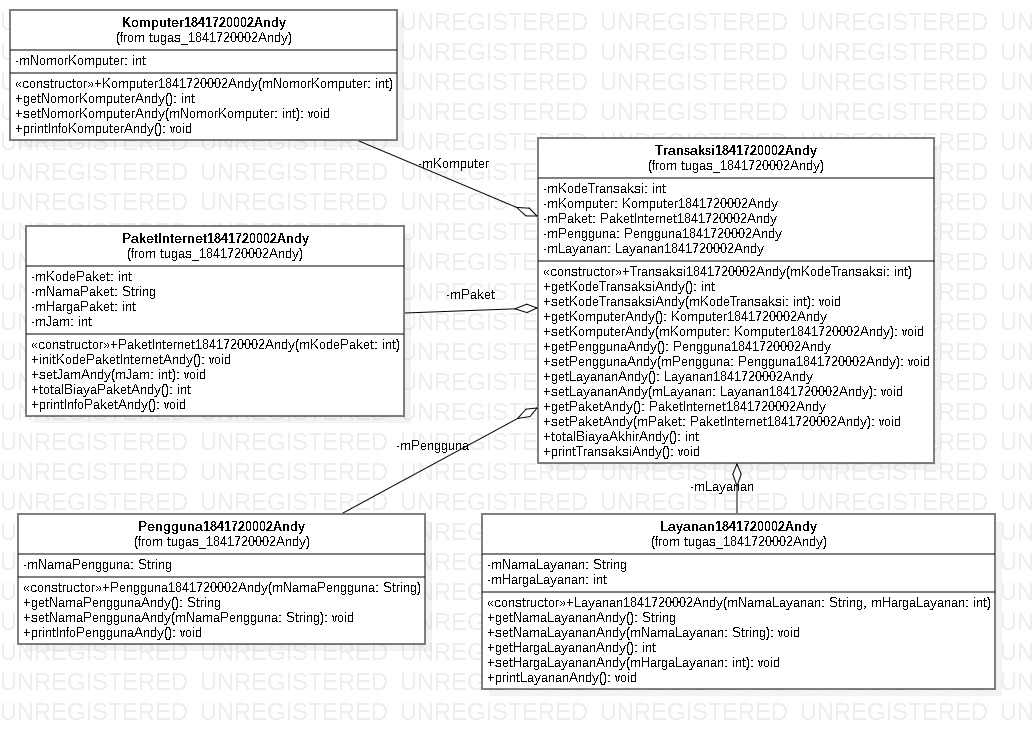 Komputer1841720002Andy
(from tugas_1841720002Andy)
-mNomorKomputer: int
«constructor»+Komputer1841720002Andy(mNomorKomputer: int)
+getNomorKomputerAndy(): int
+setNomorKomputerAndy(mNomorKomputer: int): void
+printInfoKomputerAndy(): void
-mKomputer
Transaksi1841720002Andy
(from tugas_1841720002Andy)
-mKodeTransaksi: int
-mKomputer: Komputer1841720002Andy
-mPaket: PaketInternet1841720002Andy
-mPengguna: Pengguna1841720002Andy
-mLayanan: Layanan1841720002Andy
«constructor»+Transaksi1841720002Andy(mKodeTransaksi: int)
+getKodeTransaksiAndy(): int
+setKodeTransaksiAndy(mKodeTransaksi: int): void
+getKomputerAndy(): Komputer1841720002Andy
+setKomputerAndy(mKomputer: Komputer1841720002Andy): void
+getPenggunaAndy(): Pengguna1841720002Andy
+setPenggunaAndy(mPengguna: Pengguna1841720002Andy): void
+getLayananAndy(): Layanan1841720002Andy
+setLayananAndy(mLayanan: Layanan1841720002Andy): void
+getPaketAndy(): PaketInternet1841720002Andy
+setPaketAndy(mPaket: PaketInternet1841720002Andy): void
+totalBiayaAkhirAndy(): int
+printTransaksiAndy(): void
PaketInternet1841720002Andy
(from tugas_1841720002Andy)
-mKodePaket: int
-mNamaPaket: String
-mHargaPaket: int
-mJam: int
«constructor»+PaketInternet1841720002Andy(mKodePaket: int)
+initKodePaketInternetAndy(): void
+setJamAndy(mJam: int): void
+totalBiayaPaketAndy(): int
+printInfoPaketAndy(): void
-mPaket
-mPengguna
-mLayanan
Pengguna1841720002Andy
(from tugas_1841720002Andy)
-mNamaPengguna: String
«constructor»+Pengguna1841720002Andy(mNamaPengguna: String)
+getNamaPenggunaAndy(): String
+setNamaPenggunaAndy(mNamaPengguna: String): void
+printInfoPenggunaAndy(): void
Layanan1841720002Andy
(from tugas_1841720002Andy)
-mNamaLayanan: String
-mHargaLayanan: int
«constructor»+Layanan1841720002Andy(mNamaLayanan: String, mHargaLayanan: int)
+getNamaLayananAndy(): String
+setNamaLayananAndy(mNamaLayanan: String): void
+getHargaLayananAndy(): int
+setHargaLayananAndy(mHargaLayanan: int): void
+printLayananAndy(): void
UNREGISTERED UNREGISTERED UNREGISTERED UNREGISTERED UNREGISTERED